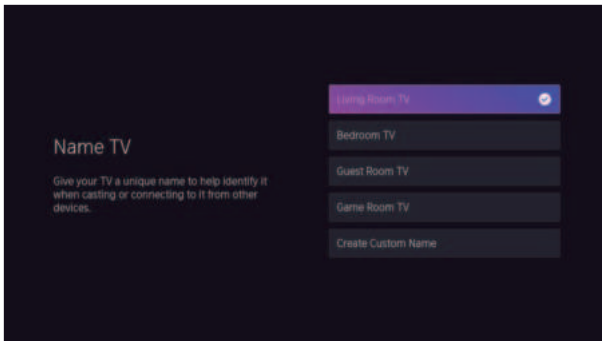 Name TV
Give your TV a unique name to help identify it
when casting or connecting to it from other
devices.
Living Room TV
Bedroom TV
Guest Room TV
Game Room TV
Create Custom Name